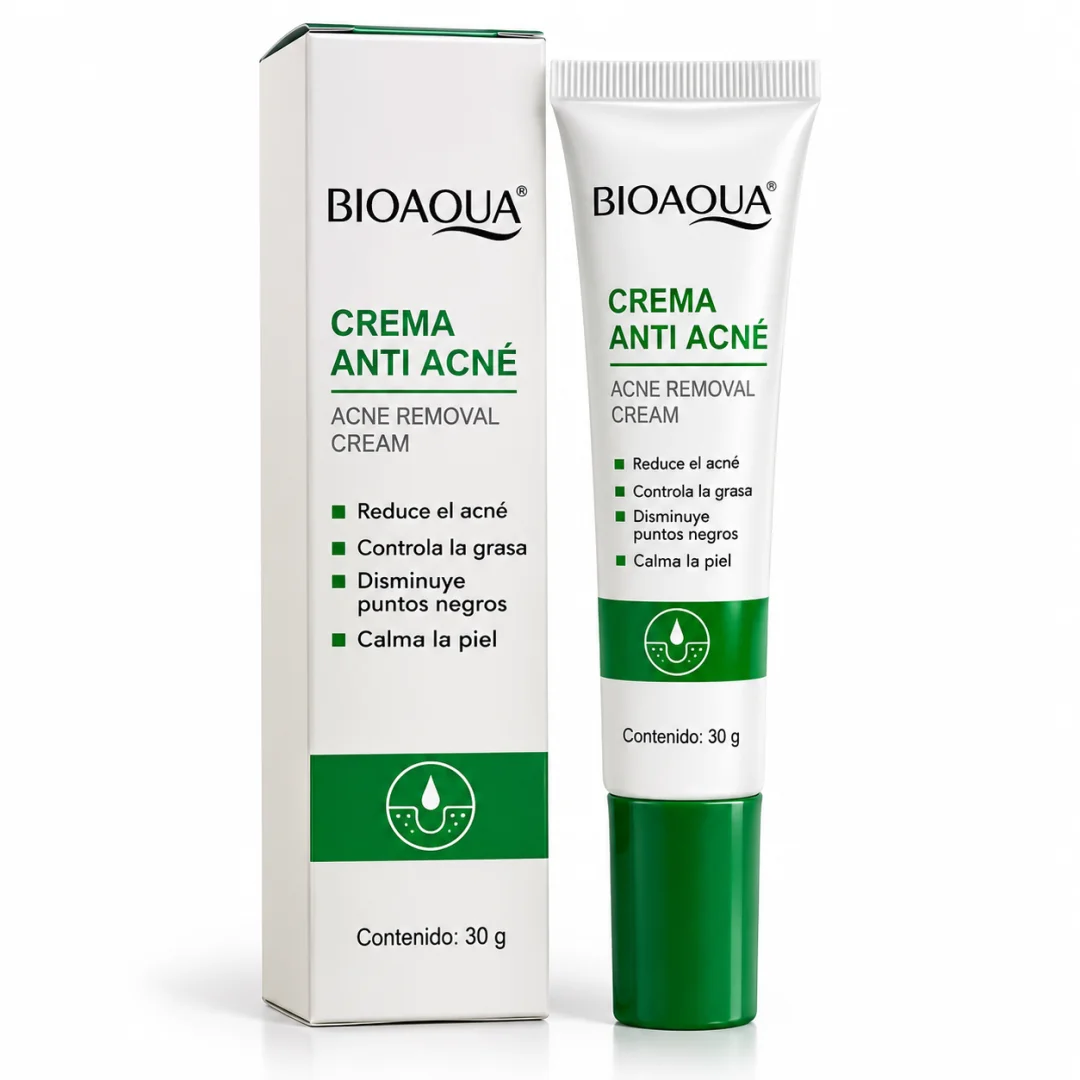 BIOAQUA®
CREMA
ANTI ACNÉ
ACNE REMOVAL
CREAM
Reduce el acné
Controla la grasa
Disminuye
puntos negros
Calma la piel
Contenido: 30 g
BIOAQUA®
CREMA
ANTI ACNÉ
ACNE REMOVAL
CREAM
Reduce el acné
Controla la grasa
Disminuye
puntos negros
Calma la piel
Contenido: 30 g